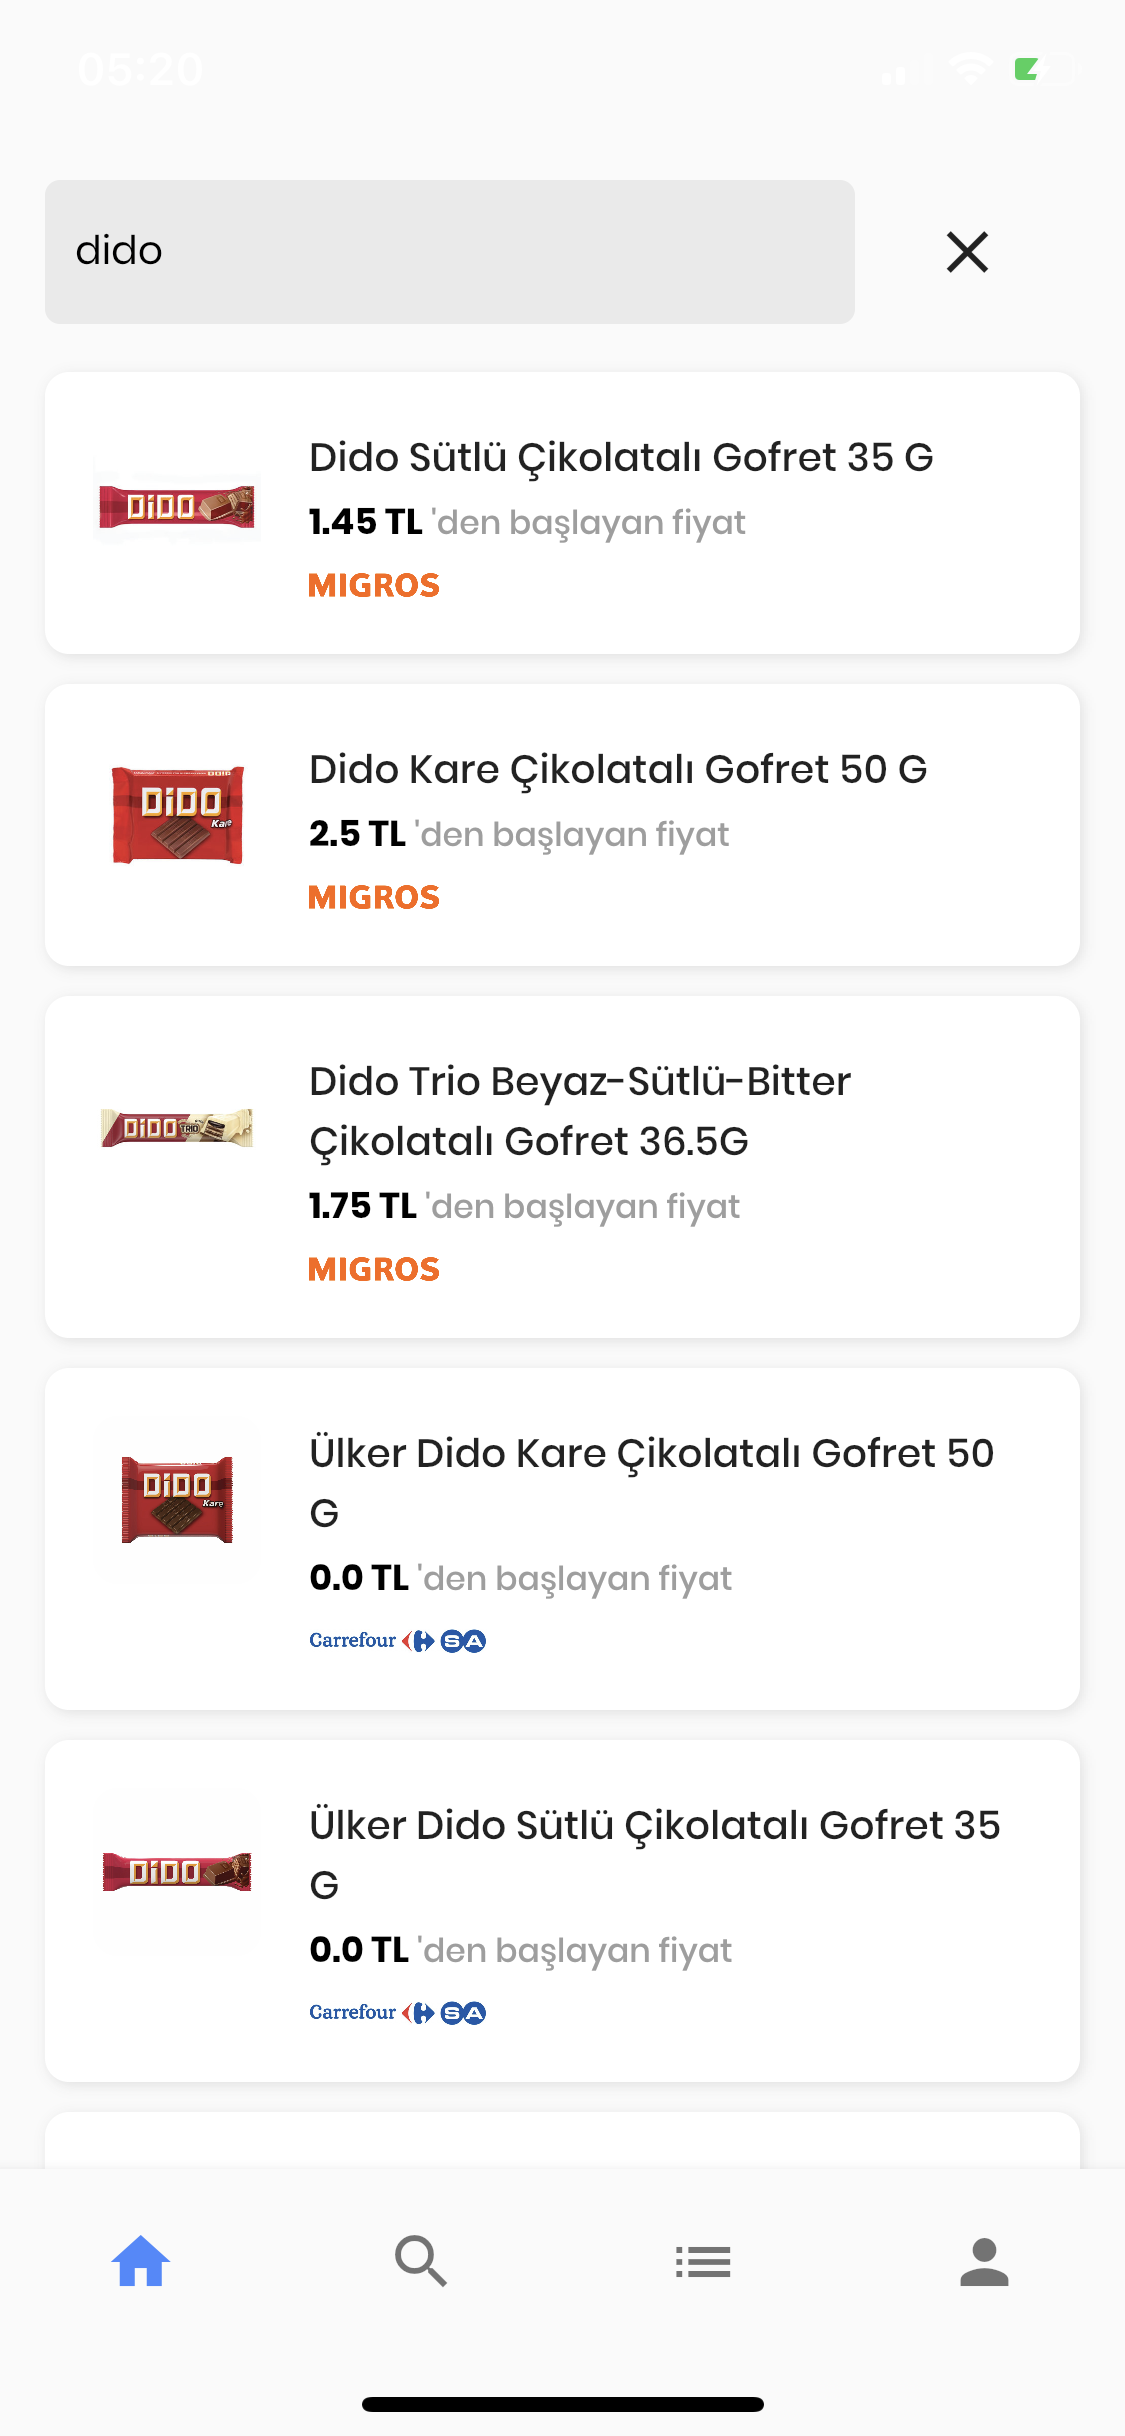 05:20
dido
DiDO
Dido Sütlü Çikolatalı Gofret 35 G
1.45 TL 'den başlayan fiyat
MIGROS
DiDO
Kare
Dido Kare Çikolatalı Gofret 50 G
2.5 TL 'den başlayan fiyat
MIGROS
DiDO TRIO
Dido Trio Beyaz-Sütlü-Bitter
Çikolatalı Gofret 36.5G
1.75 TL 'den başlayan fiyat
MIGROS
DiDO
Kare
Ülker Dido Kare Çikolatalı Gofret 50
G
0.0 TL 'den başlayan fiyat
Carrefour SA
DiDO
Ülker Dido Sütlü Çikolatalı Gofret 35
G
0.0 TL 'den başlayan fiyat
Carrefour SA